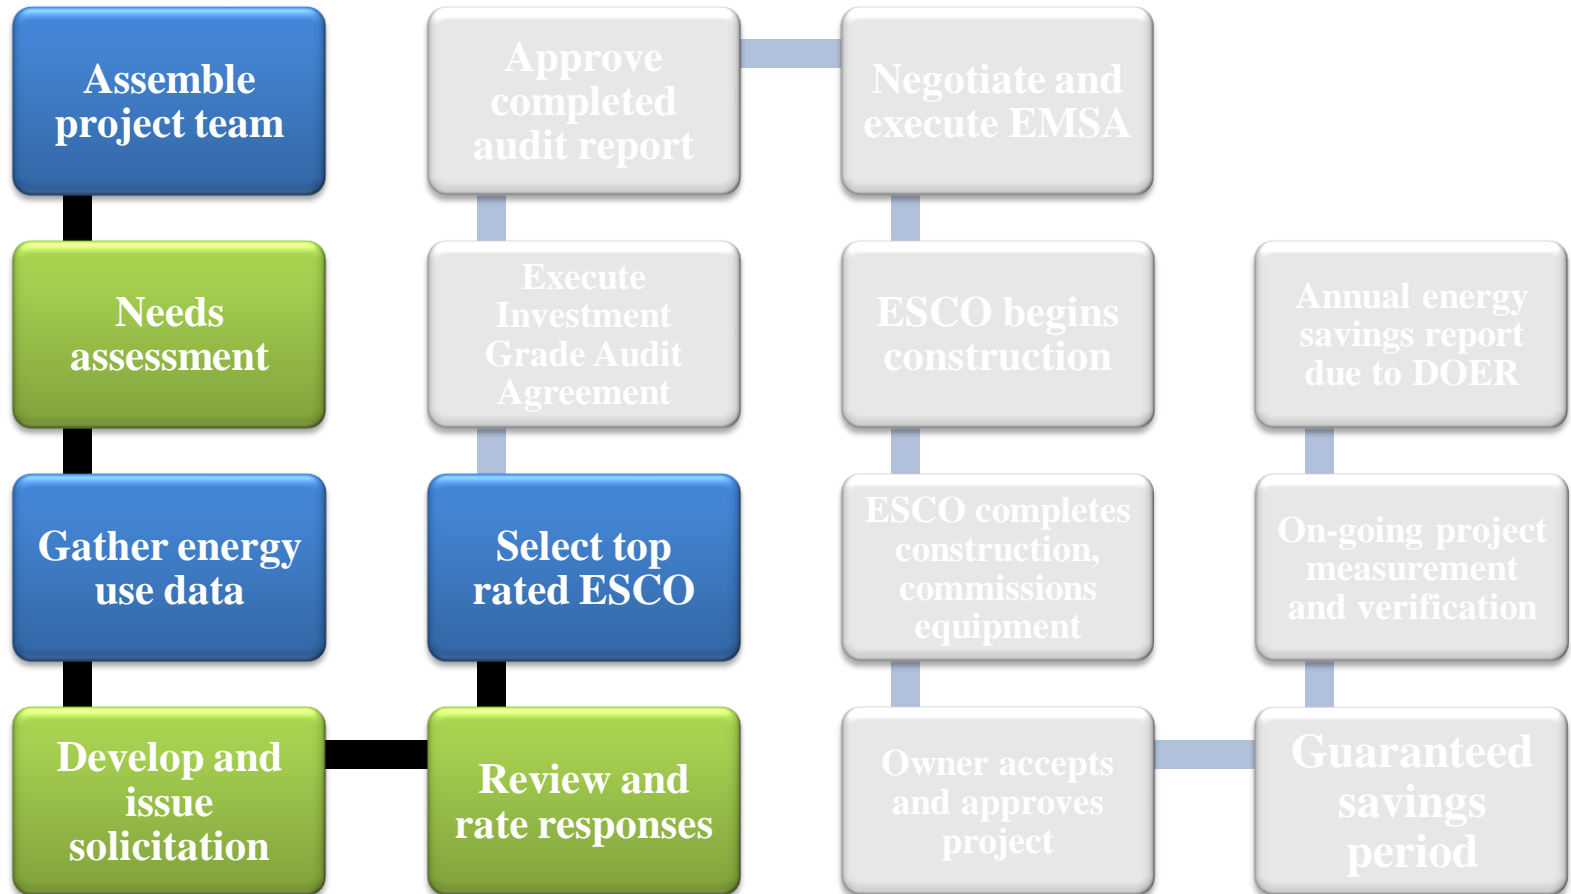 Assemble
project team
Needs
assessment
Gather energy
use data
Develop and
issue
solicitation
Review and
rate responses
Select top
rated ESCO
Execute
Investment
Grade Audit
Agreement
Approve
completed
audit report
Negotiate and
execute EMSA
ESCO begins
construction
ESCO completes
construction,
commissions
equipment
Owner accepts
and approves
project
Guaranteed
savings
period
On-going project
measurement
and verification
Annual energy
savings report
due to DOER